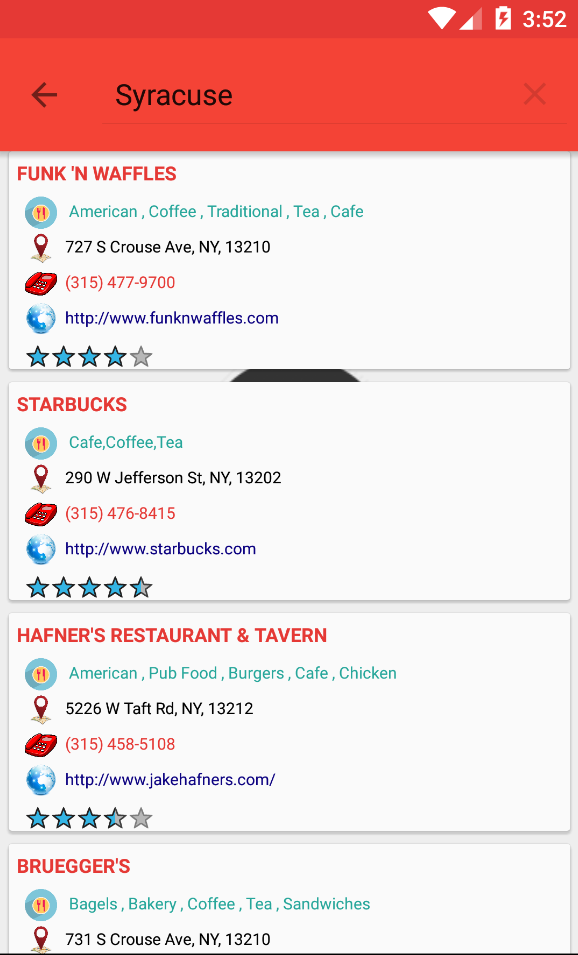 3:52
Syracuse
FUNK 'N WAFFLES
American , Coffee , Traditional , Tea , Cafe
727 S Crouse Ave, NY, 13210
(315) 477-9700
http://www.funknwaffles.com
STARBUCKS
Cafe,Coffee,Tea
290 W Jefferson St, NY, 13202
(315) 476-8415
http://www.starbucks.com
HAFNER'S RESTAURANT & TAVERN
American , Pub Food , Burgers , Cafe , Chicken
5226 W Taft Rd, NY, 13212
(315) 458-5108
http://www.jakehafners.com/
BRUEGGER'S
Bagels , Bakery , Coffee , Tea , Sandwiches
731 S Crouse Ave, NY, 13210